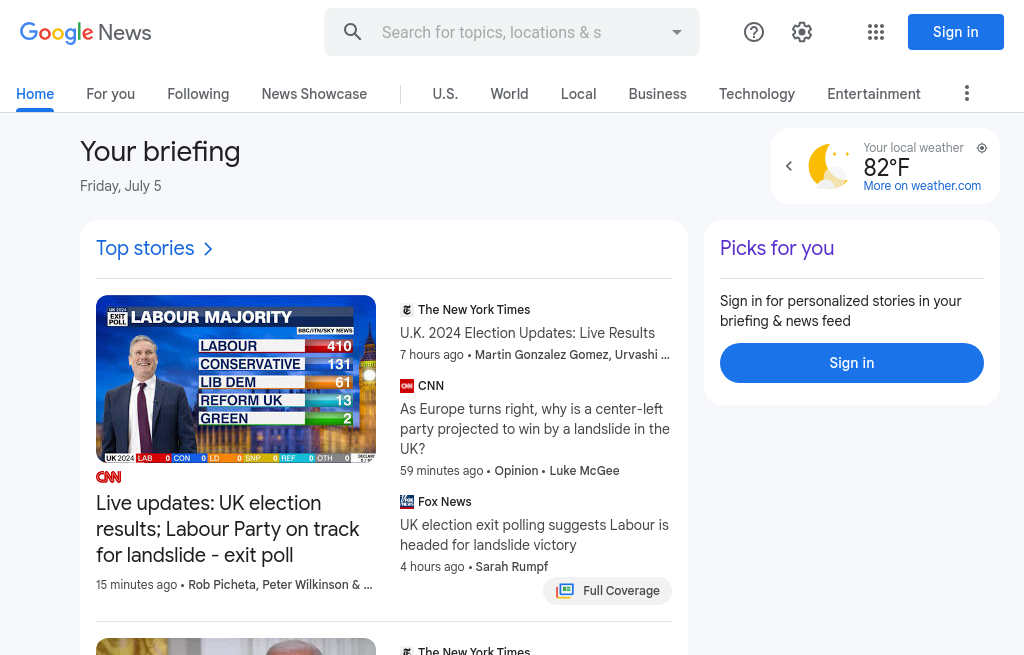 Google News
Search for topics, locations & s
Sign in
Home
For you
Following
News Showcase
U.S.
World
Local
Business
Technology
Entertainment
Your briefing
Friday, July 5
Your local weather
82°F
More on weather.com
Top stories
UK 2024
EXIT POLL
LABOUR MAJORITY
BBC/ITN/SKY NEWS
LABOUR 410
CONSERVATIVE 131
LIB DEM 61
REFORM UK 13
GREEN 2
UK 2024 LAB 0 CON 0 LD 0 SNP 0 REF 0 OTH 0
CNN
Live updates: UK election
results; Labour Party on track
for landslide - exit poll
15 minutes ago • Rob Picheta, Peter Wilkinson & ...
The New York Times
U.K. 2024 Election Updates: Live Results
7 hours ago • Martin Gonzalez Gomez, Urvashi ...
CNN
CNN
As Europe turns right, why is a center-left
party projected to win by a landslide in the
UK?
59 minutes ago • Opinion • Luke McGee
Fox News
UK election exit polling suggests Labour is
headed for landslide victory
4 hours ago • Sarah Rumpf
Full Coverage
The New York Times
Picks for you
Sign in for personalized stories in your
briefing & news feed
Sign in